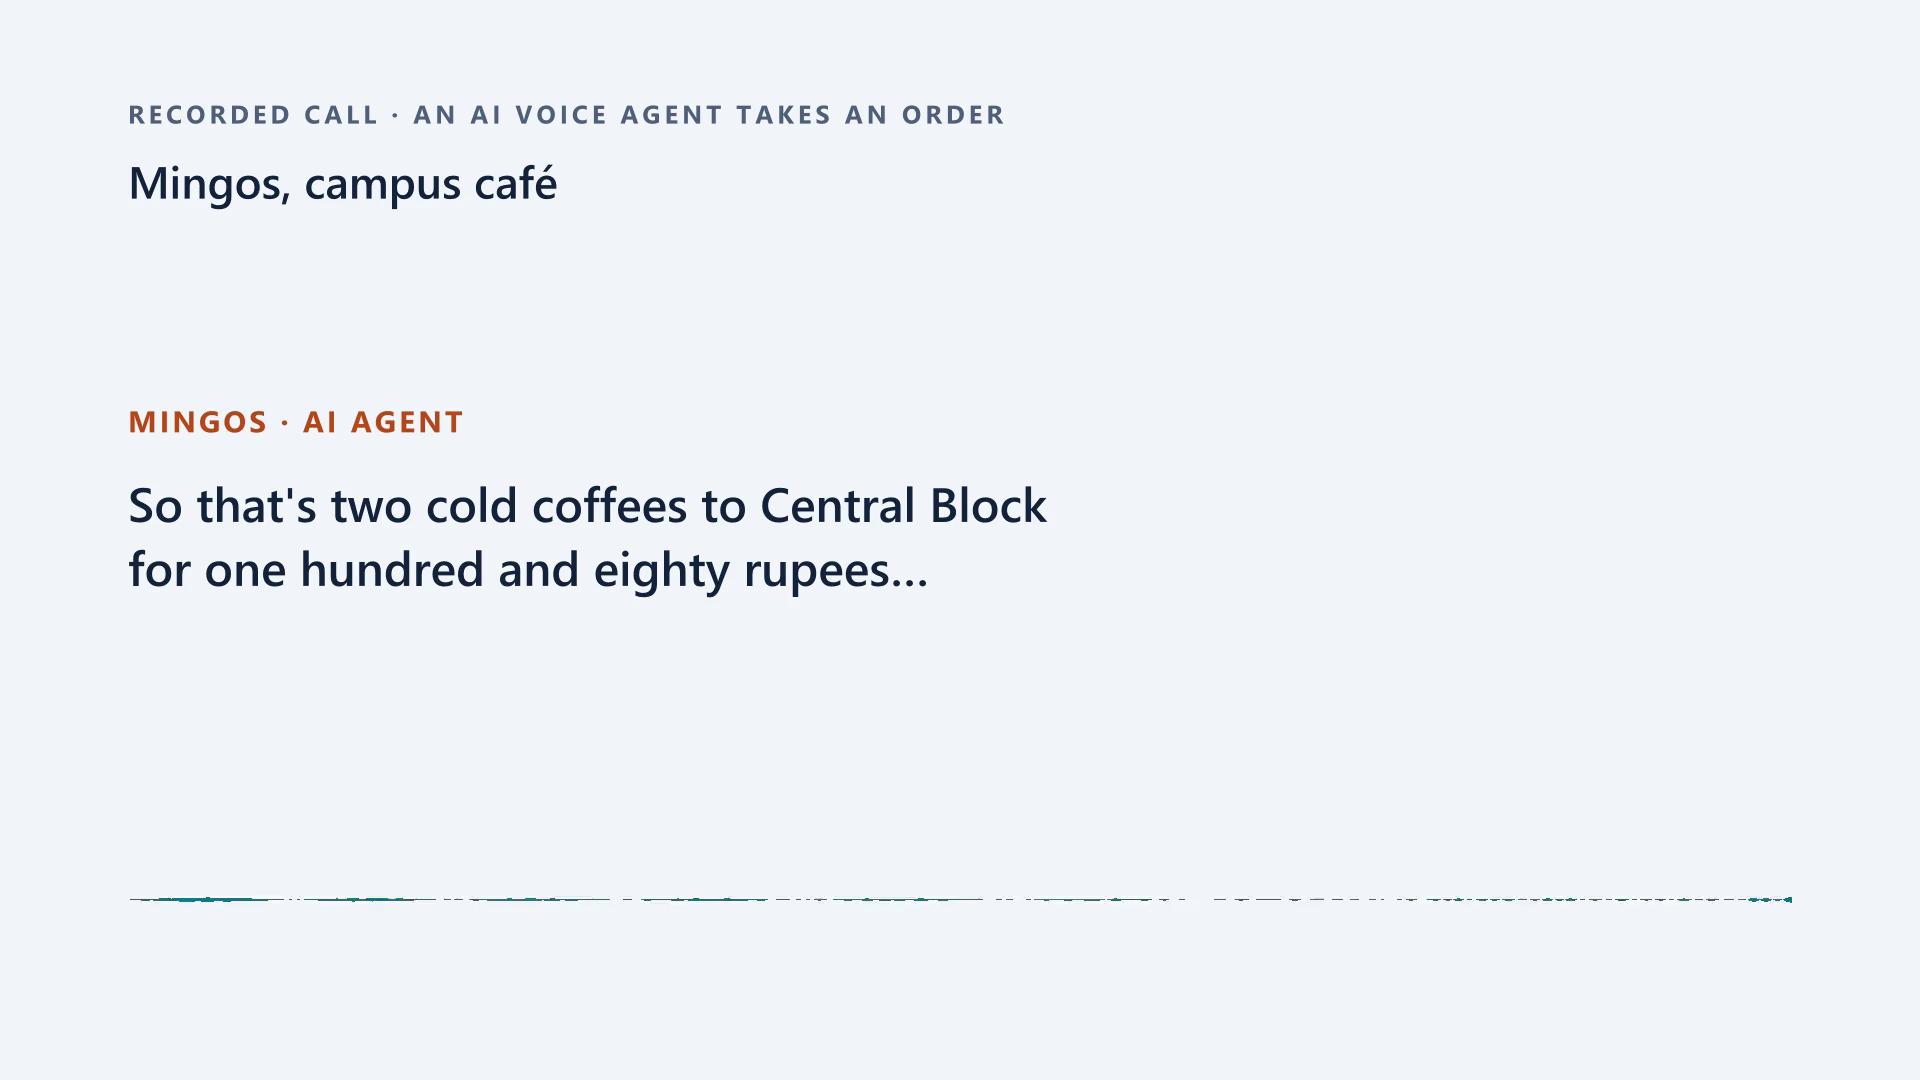 RECORDED CALL · AN AI VOICE AGENT TAKES AN ORDER
Mingos, campus café
MINGOS · AI AGENT
So that's two cold coffees to Central Block
for one hundred and eighty rupees...